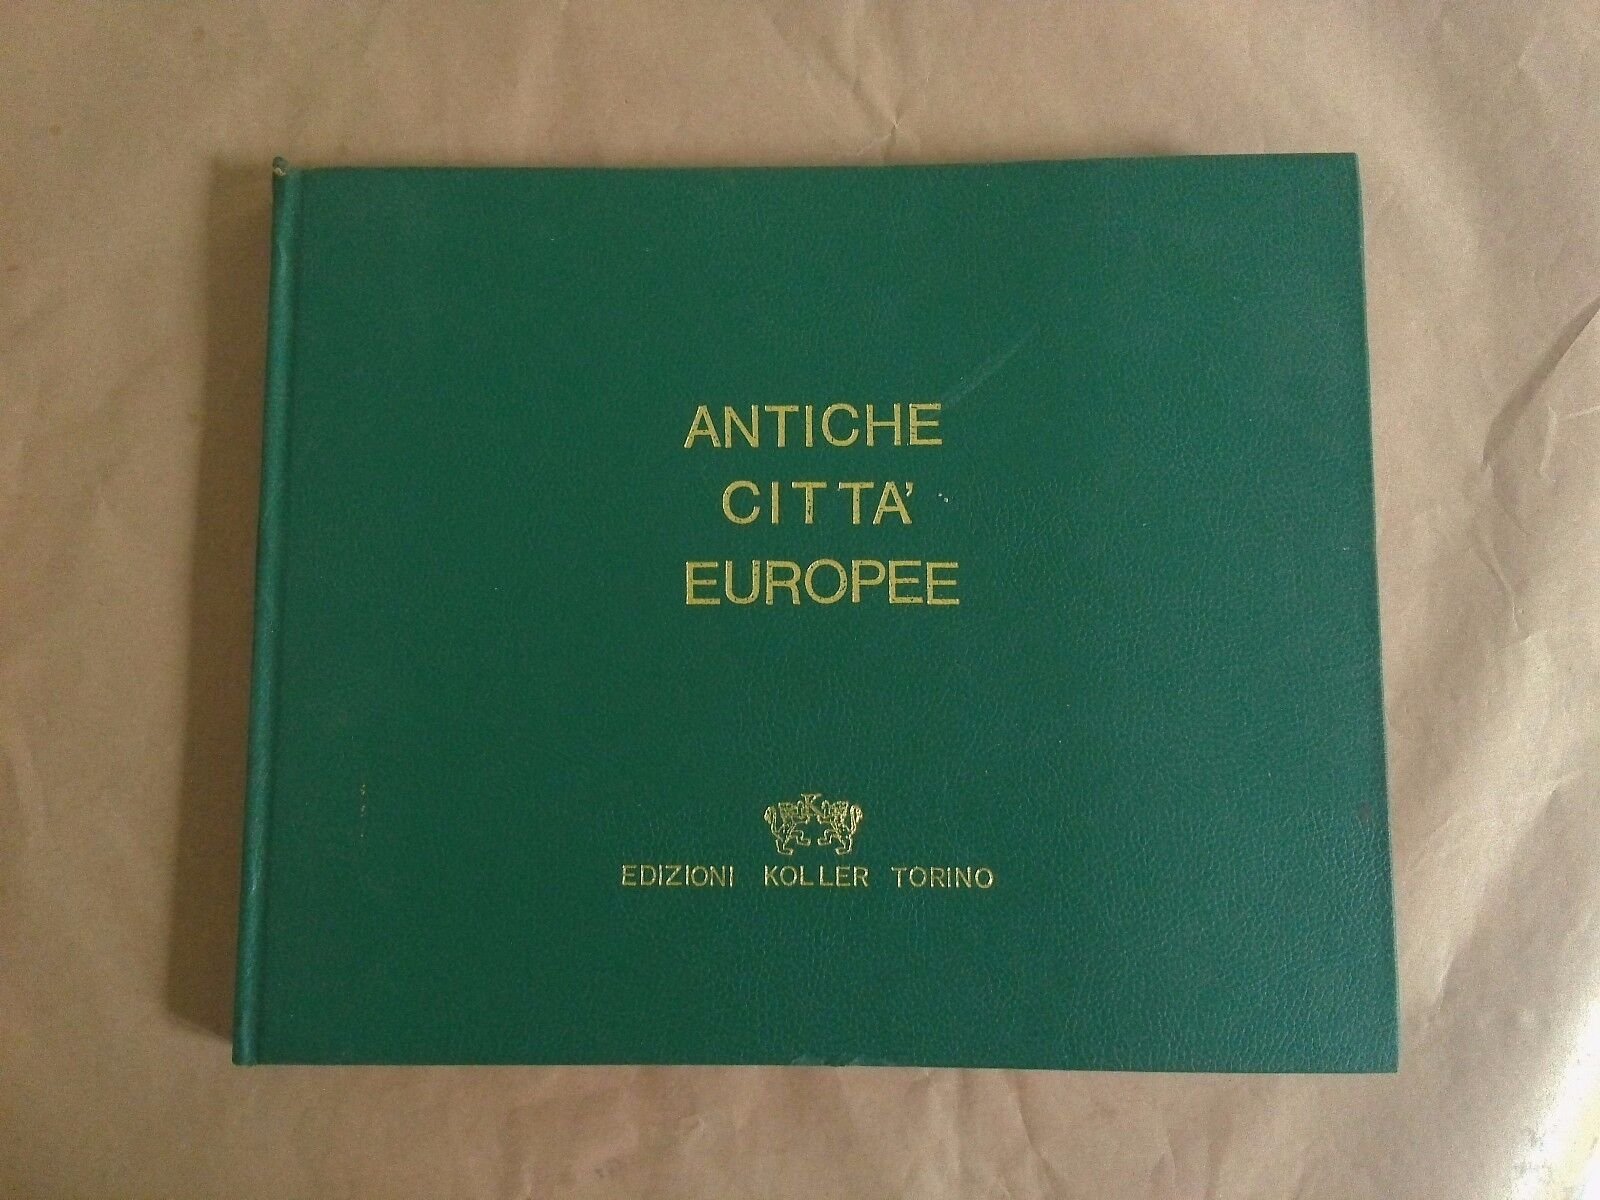 ANTICHE
CITTA'
EUROPEE
K
EDIZIONI KOLLER TORINO